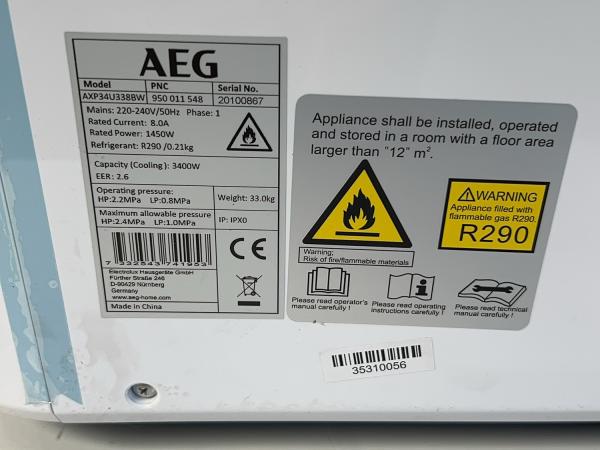 AEG
Model PNC Serial No.
AXP34U338BW 950 011 548 20100867
Mains: 220-240V/50Hz Phase: 1
Rated Current: 8.0A
Rated Power: 1450W
Refrigerant: R290 /0.21kg
Capacity (Cooling): 3400W
EER: 2.6
Operating pressure:
HP:2.2MPa LP:0.8MPa
Weight: 33.0kg
Maximum allowable pressure
HP:2.4MPa LP:1.0MPa
IP: IPX0
7 332543 741953
CE
Electrolux Hausgeräte GmbH
Fürther Straße 246
D-90429 Nürnberg
Germany
www.aeg-home.com
Made in China
Appliance shall be installed, operated
and stored in a room with a floor area
larger than "12" m².
Warning;
Risk of fire/flammable materials
WARNING
Appliance filled with
flammable gas R290.
R290
Please read operator's
manual carefully !
Please read operating
instructions carefully !
Please read technical
manual carefully !
35310056